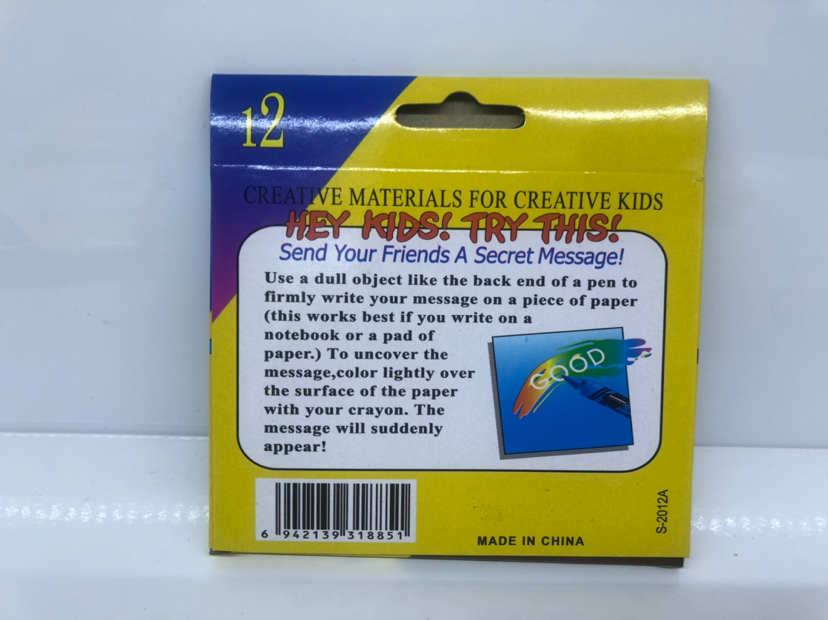 12
CREATIVE MATERIALS FOR CREATIVE KIDS
HEY KIDS! TRY THIS!
Send Your Friends A Secret Message!
Use a dull object like the back end of a pen to
firmly write your message on a piece of paper
(this works best if you write on a
notebook or a pad of
paper.) To uncover the
message,color lightly over
the surface of the paper
with your crayon. The
message will suddenly
appear!
GOOD
6 942139 318851
MADE IN CHINA
S-2012A